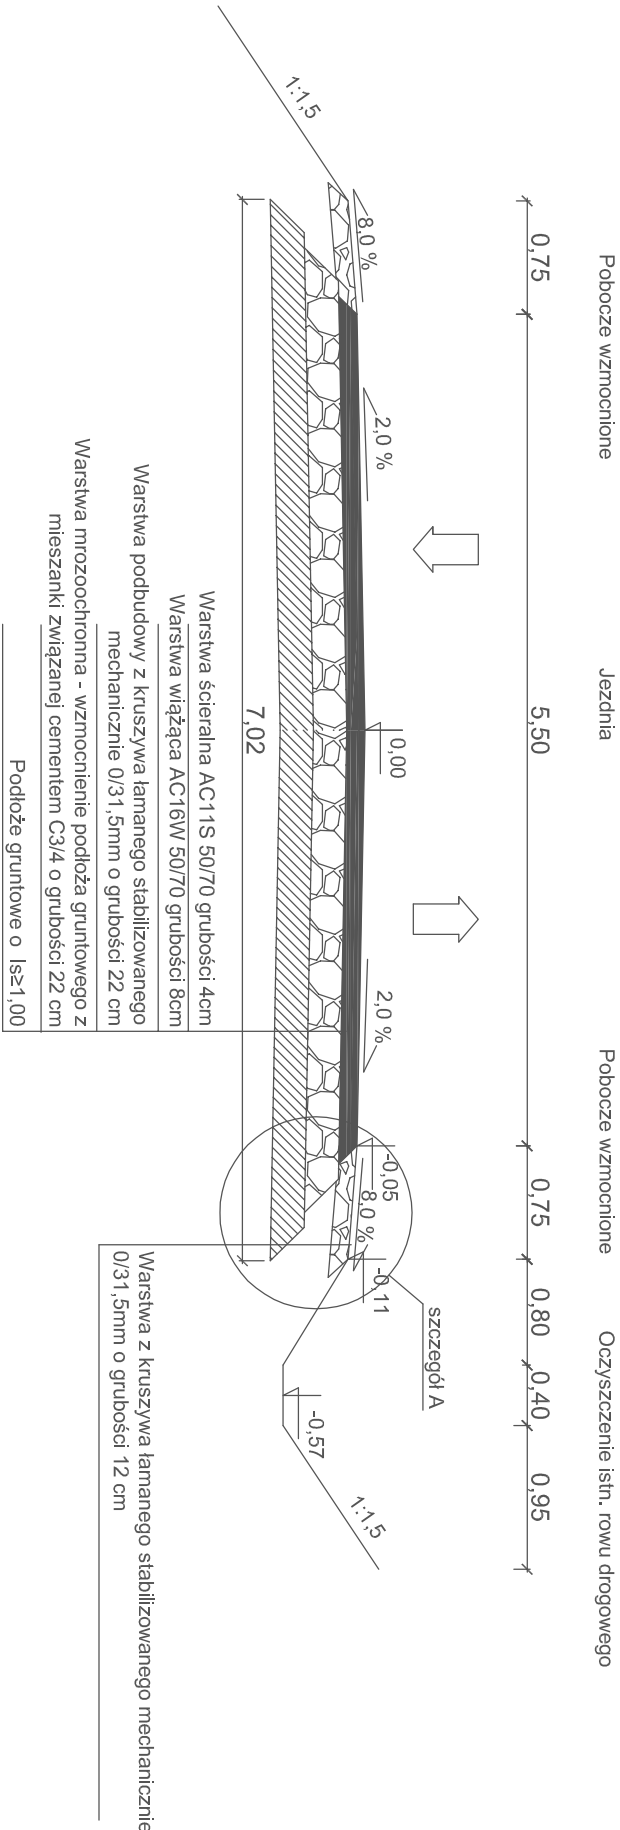 Pobocze wzmocnione
Jezdnia
Pobocze wzmocnione
Oczyszczenie istn. rowu drogowego
0,75
5,50
0,75
0,80
0,40
0,95
1:1,5
8,0 %
2,0 %
0,00
2,0 %
-0,05
8,0 %
-0,11
szczegół A
-0,57
1:1,5
7,02
Warstwa ścieralna AC11S 50/70 grubości 4cm
Warstwa wiążąca AC16W 50/70 grubości 8cm
Warstwa podbudowy z kruszywa łamanego stabilizowanego
mechanicznie 0/31,5mm o grubości 22 cm
Warstwa mrozoochronna - wzmocnienie podłoża gruntowego z
mieszanki związanej cementem C3/4 o grubości 22 cm
Podłoże gruntowe o Is≥1,00
Warstwa z kruszywa łamanego stabilizowanego mechanicznie
0/31,5mm o grubości 12 cm